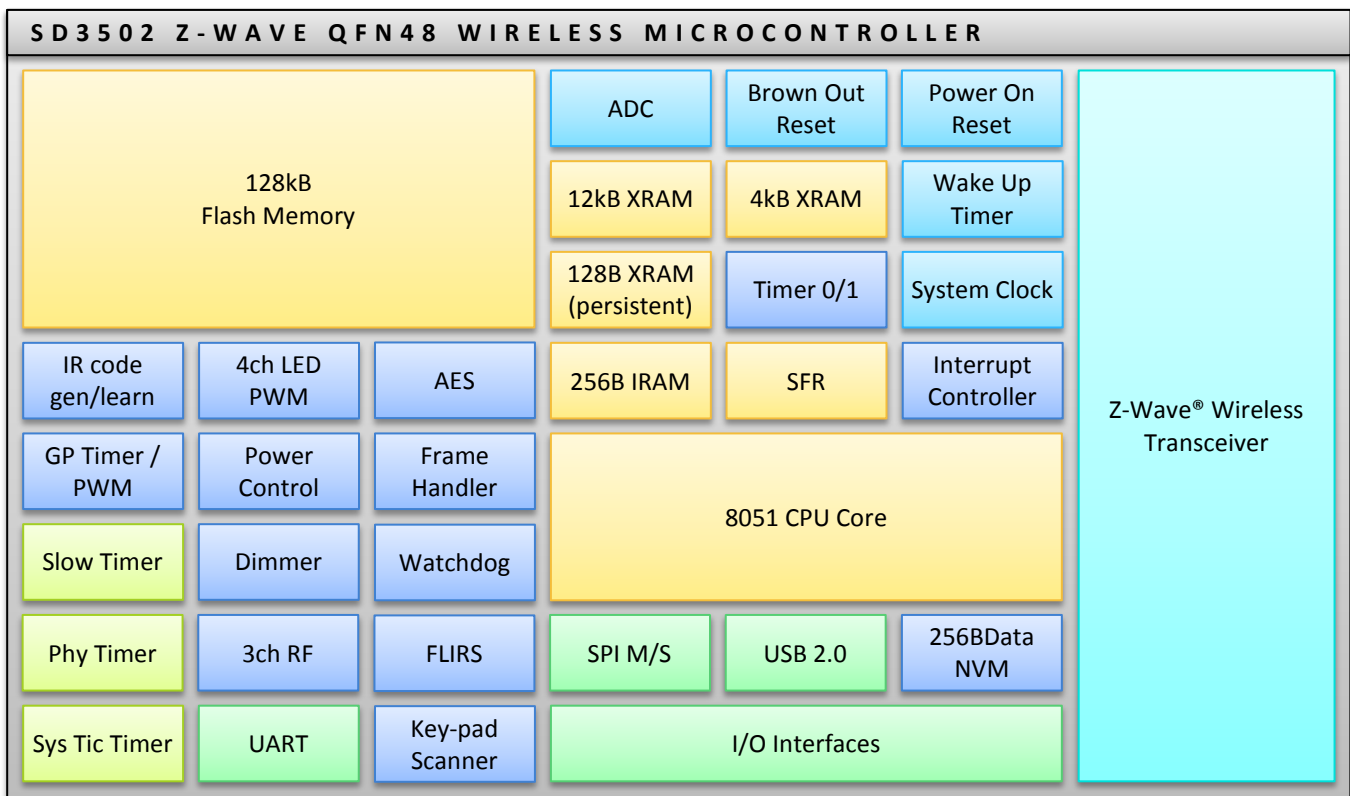 SD3502 Z-WAVE QFN48 WIRELESS MICROCONTROLLER
128kB
Flash Memory
ADC
Brown Out
Reset
Power On
Reset
12kB XRAM
4kB XRAM
Wake Up
Timer
128B XRAM
(persistent)
Timer 0/1
System Clock
IR code
gen/learn
4ch LED
PWM
AES
256B IRAM
SFR
Interrupt
Controller
Z-Wave® Wireless
Transceiver
GP Timer /
PWM
Power
Control
Frame
Handler
8051 CPU Core
Slow Timer
Dimmer
Watchdog
Phy Timer
3ch RF
FLIRS
SPI M/S
USB 2.0
256BData
NVM
Sys Tic Timer
UART
Key-pad
Scanner
I/O Interfaces